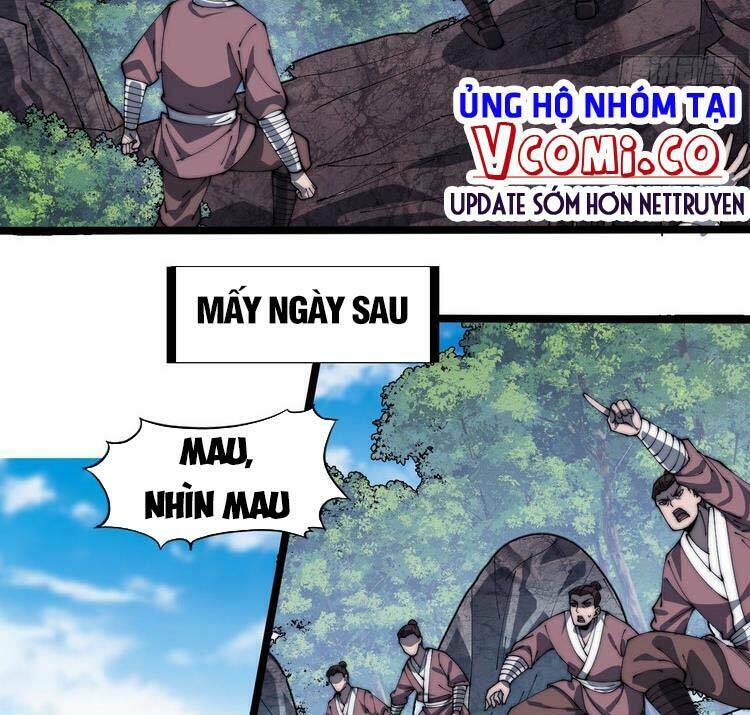 ỦNG HỘ NHÓM TẠI
VCOMI.CO
UPDATE SỚM HƠN NETTRUYEN
MẤY NGÀY SAU
MAU,
NHÌN MAU